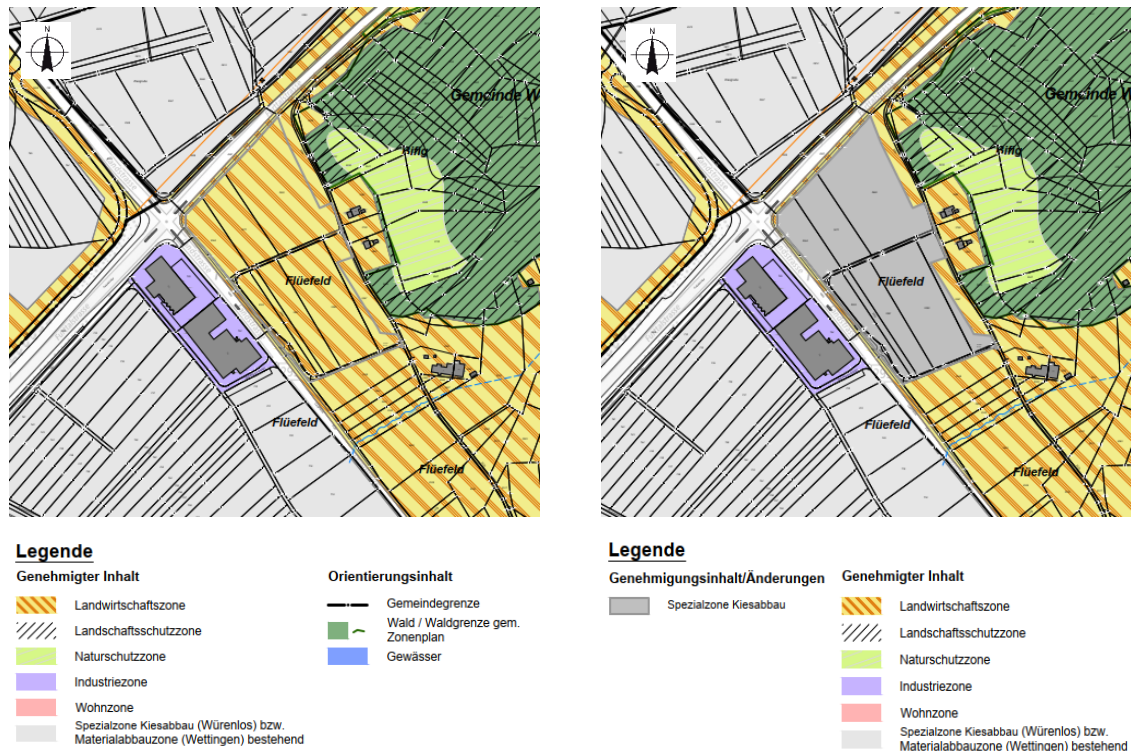 N
Gemeinde W
Bifig
Flüefeld
Flüefeld
Flüefeld
Legende
Genehmigter Inhalt
Landwirtschaftszone
Landschaftsschutzzone
Naturschutzzone
Industriezone
Wohnzone
Spezialzone Kiesabbau (Würenlos) bzw.
Materialabbauzone (Wettingen) bestehend
Orientierungsinhalt
Gemeindegrenze
Wald / Waldgrenze gem.
Zonenplan
Gewässer
N
Gemeinde W
Bifig
Flüefeld
Flüefeld
Flüefeld
Legende
Genehmigungsinhalt/Änderungen
Spezialzone Kiesabbau
Genehmigter Inhalt
Landwirtschaftszone
Landschaftsschutzzone
Naturschutzzone
Industriezone
Wohnzone
Spezialzone Kiesabbau (Würenlos) bzw.
Materialabbauzone (Wettingen) bestehend